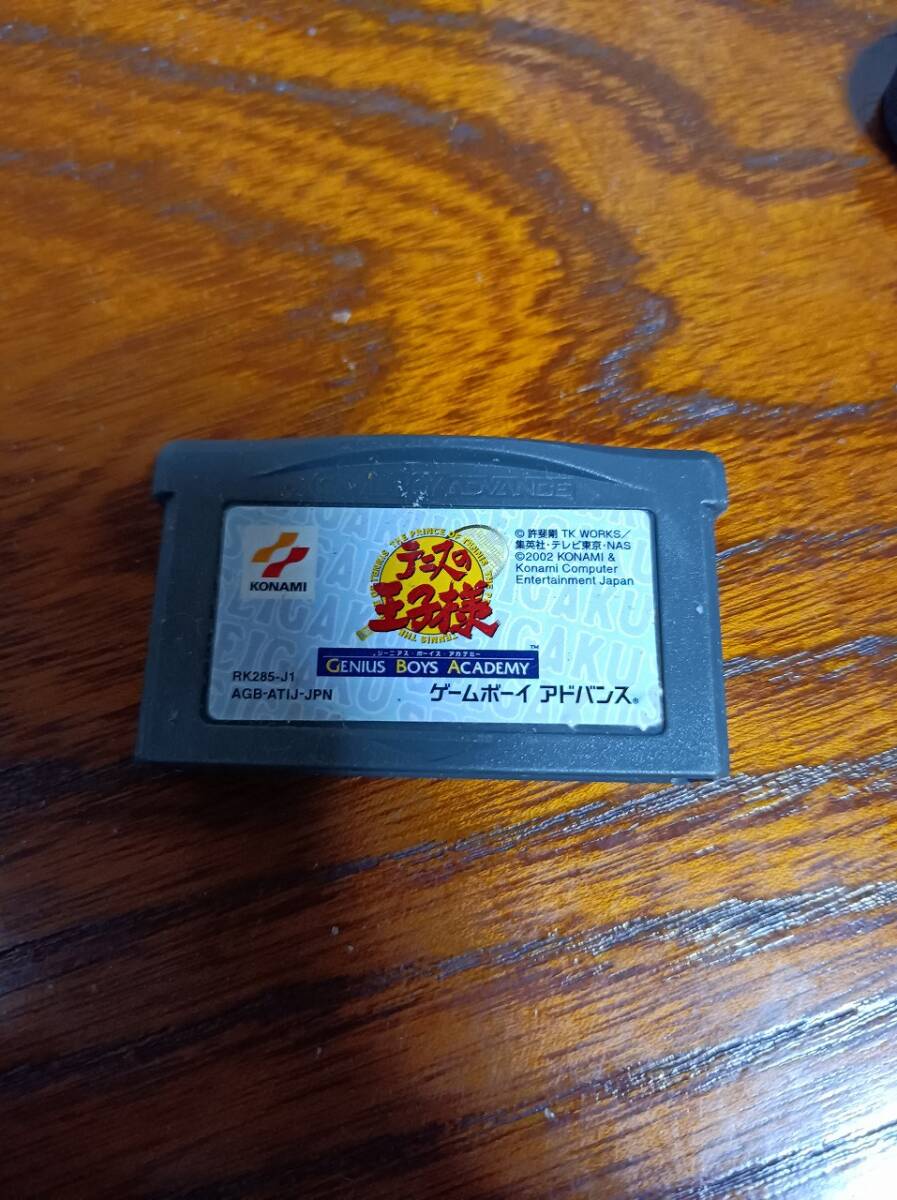 ADVANCE
KONAMI
THE PRINCE OF TENNIS
テニスの
王子様
ジーニアス・ボーイズ・アカデミー
GENIUS BOYS ACADEMY™
©許斐剛 TK WORKS/
集英社・テレビ東京・NAS
©2002 KONAMI &
Konami Computer
Entertainment Japan
RK285-J1
AGB-ATIJ-JPN
ゲームボーイ アドバンス®
SEIGAKU